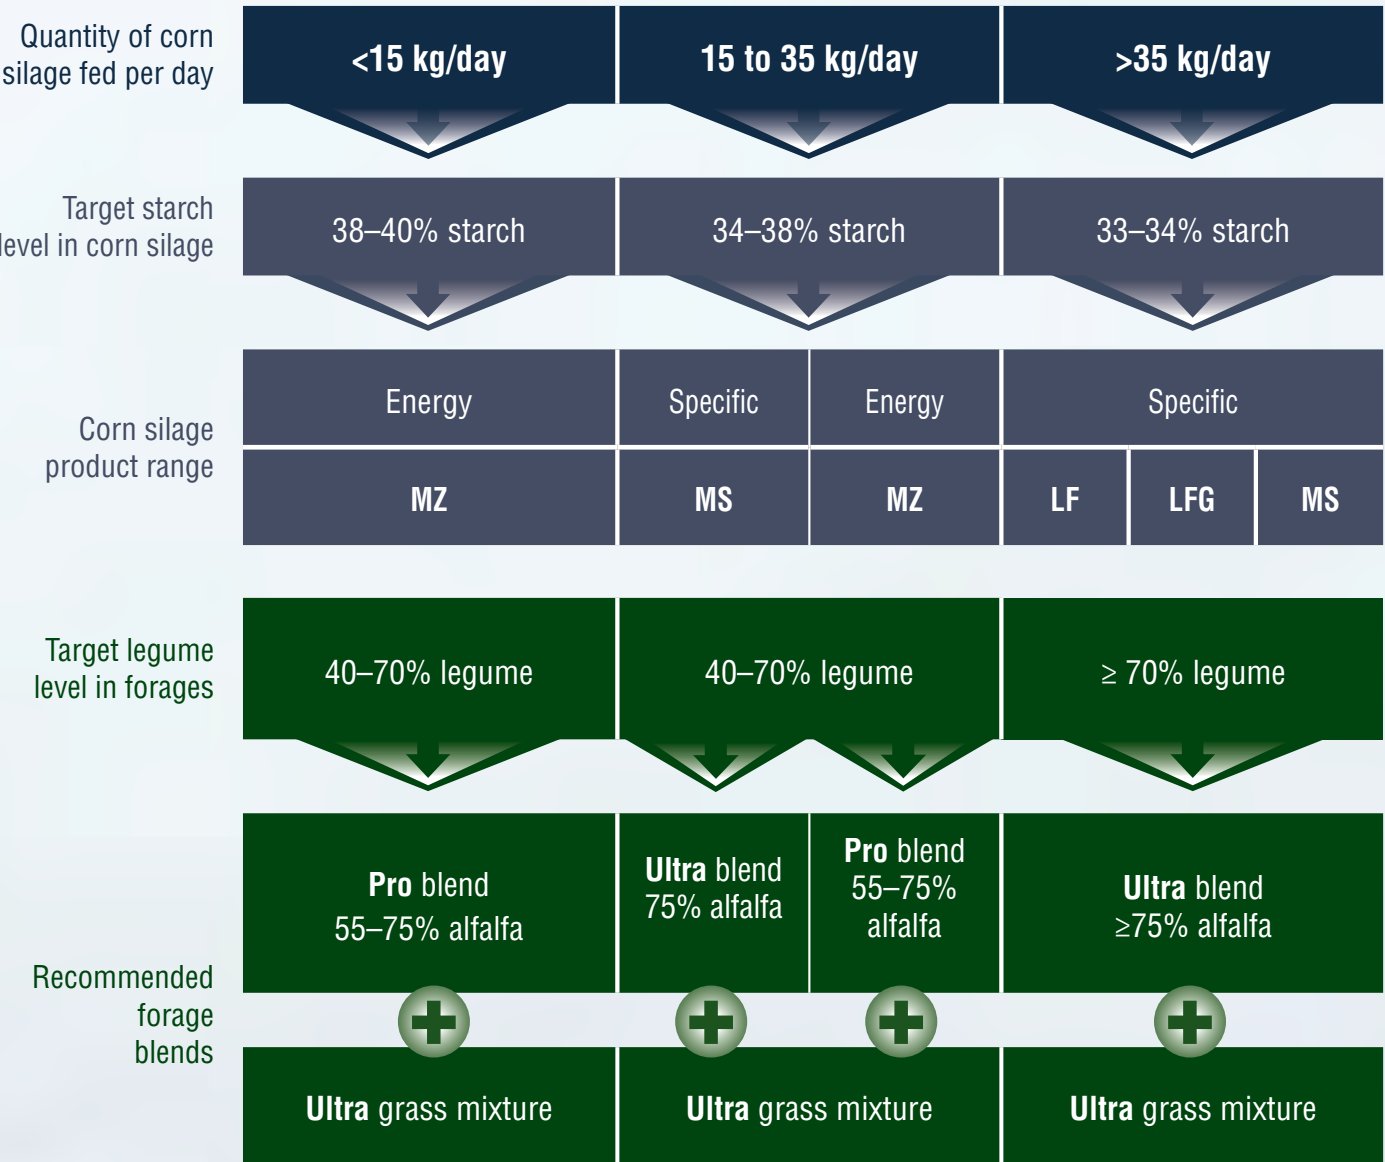 Quantity of corn
silage fed per day
<15 kg/day
15 to 35 kg/day
>35 kg/day
Target starch
level in corn silage
38–40% starch
34–38% starch
33–34% starch
Corn silage
product range
Energy
Specific
Energy
Specific
MZ
MS
MZ
LF
LFG
MS
Target legume
level in forages
40–70% legume
40–70% legume
≥ 70% legume
Recommended
forage
blends
Pro blend
55–75% alfalfa
Ultra blend
75% alfalfa
Pro blend
55–75%
alfalfa
Ultra blend
≥75% alfalfa
Ultra grass mixture
Ultra grass mixture
Ultra grass mixture